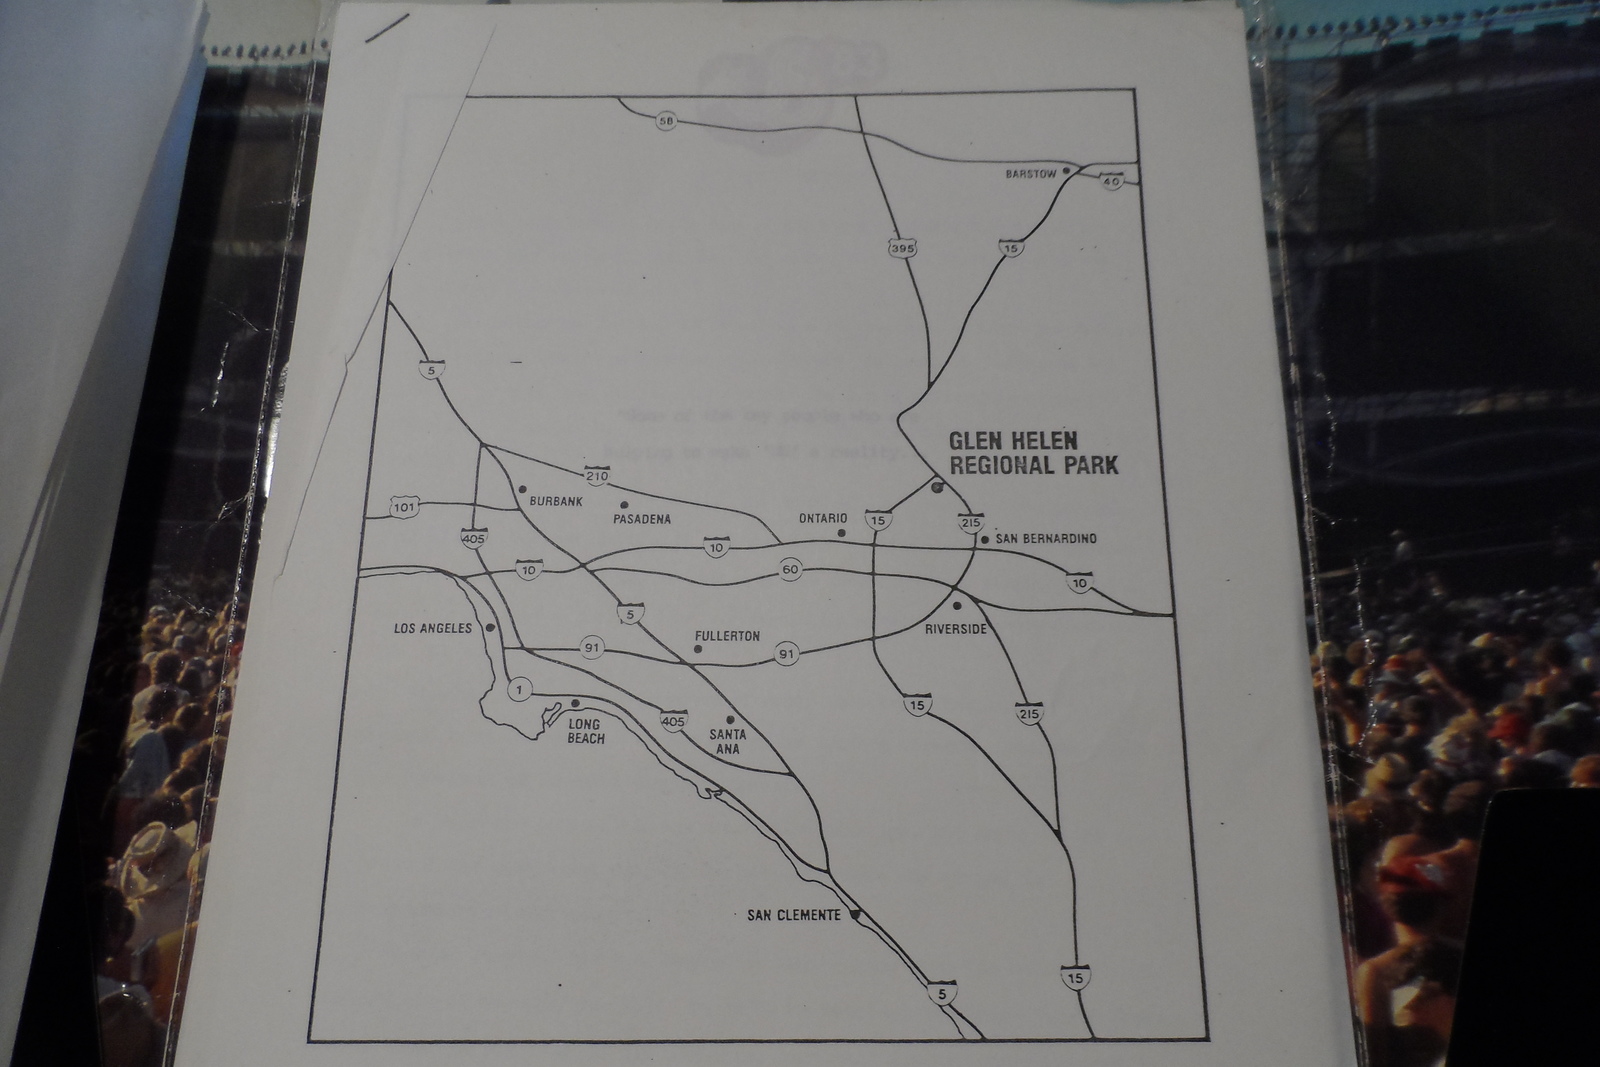 58
BARSTOW
40
395
15
5
GLEN HELEN
REGIONAL PARK
210
BURBANK
101
PASADENA
ONTARIO
15
215
405
SAN BERNARDINO
10
10
60
10
5
LOS ANGELES
RIVERSIDE
FULLERTON
91
91
1
LONG
BEACH
405
SANTA
ANA
15
215
SAN CLEMENTE
5
15